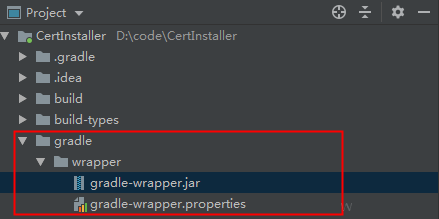 Project
CertInstaller D:\code\CertInstaller
.gradle
.idea
build
build-types
gradle
wrapper
gradle-wrapper.jar
gradle-wrapper.properties
W